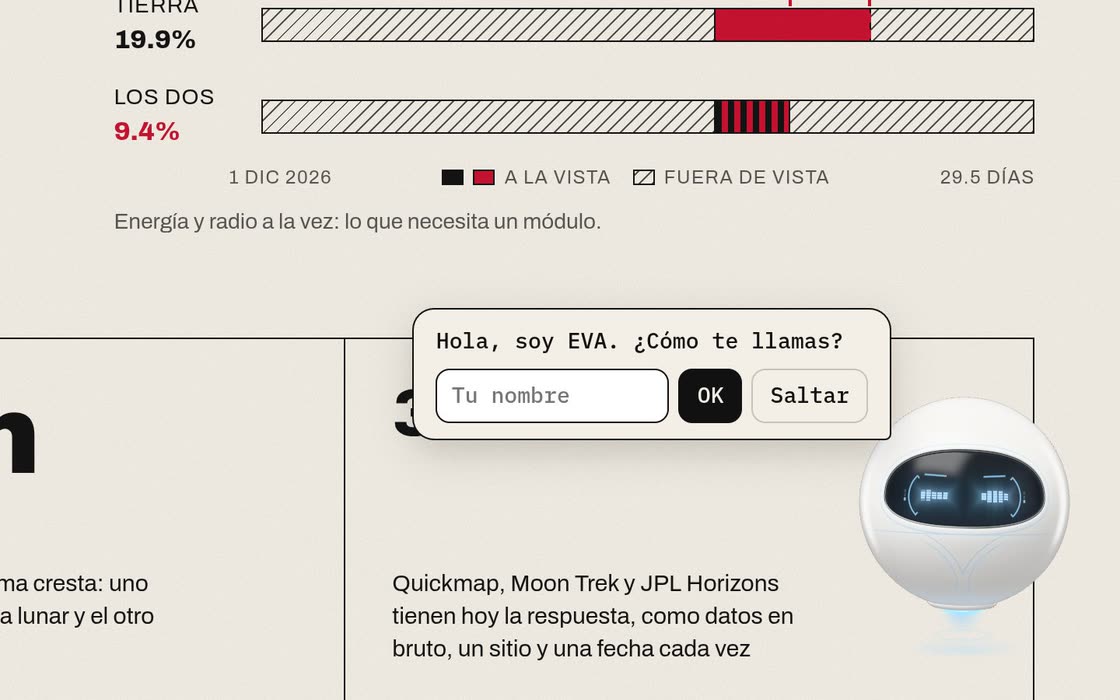 TIERRA
19.9%
LOS DOS
9.4%
1 DIC 2026 A LA VISTA FUERA DE VISTA 29.5 DÍAS
Energía y radio a la vez: lo que necesita un módulo.
Hola, soy EVA. ¿Cómo te llamas?
Tu nombre OK Saltar
ma cresta: uno
a lunar y el otro
Quickmap, Moon Trek y JPL Horizons
tienen hoy la respuesta, como datos en
bruto, un sitio y una fecha cada vez